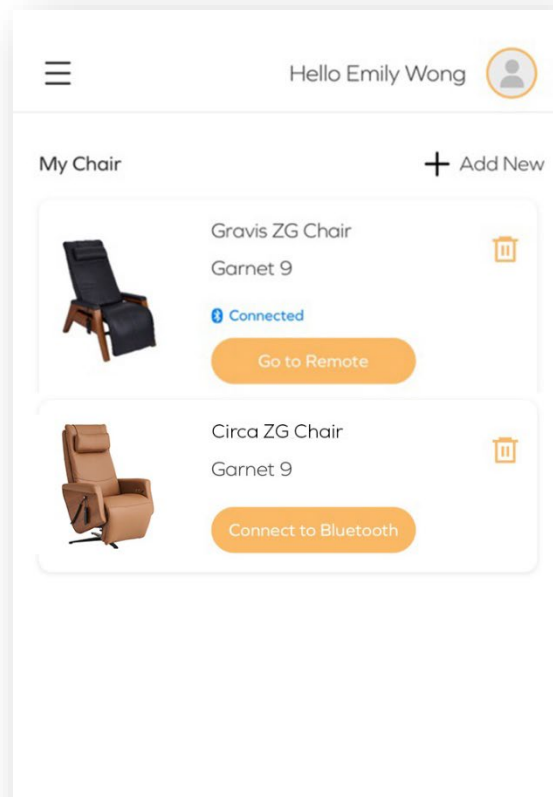 Hello Emily Wong
My Chair
Add New
Gravis ZG Chair
Garnet 9
Connected
Go to Remote
Circa ZG Chair
Garnet 9
Connect to Bluetooth